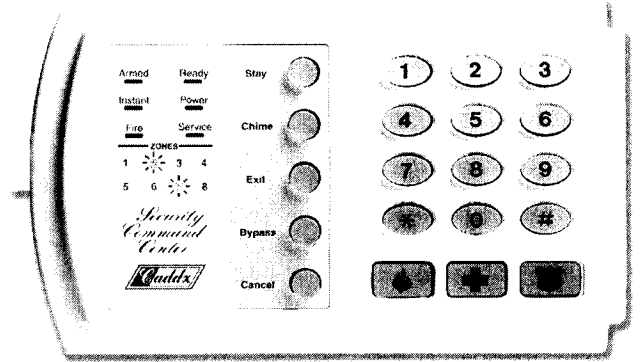 Armed Ready
Instant Power
Fire Service
ZONES
1 3 4
5 6 8
Security
Command
Center
Caddx
Stay
Chime
Exit
Bypass
Cancel
1 2 3
4 5 6
7 8 9
* 0 #